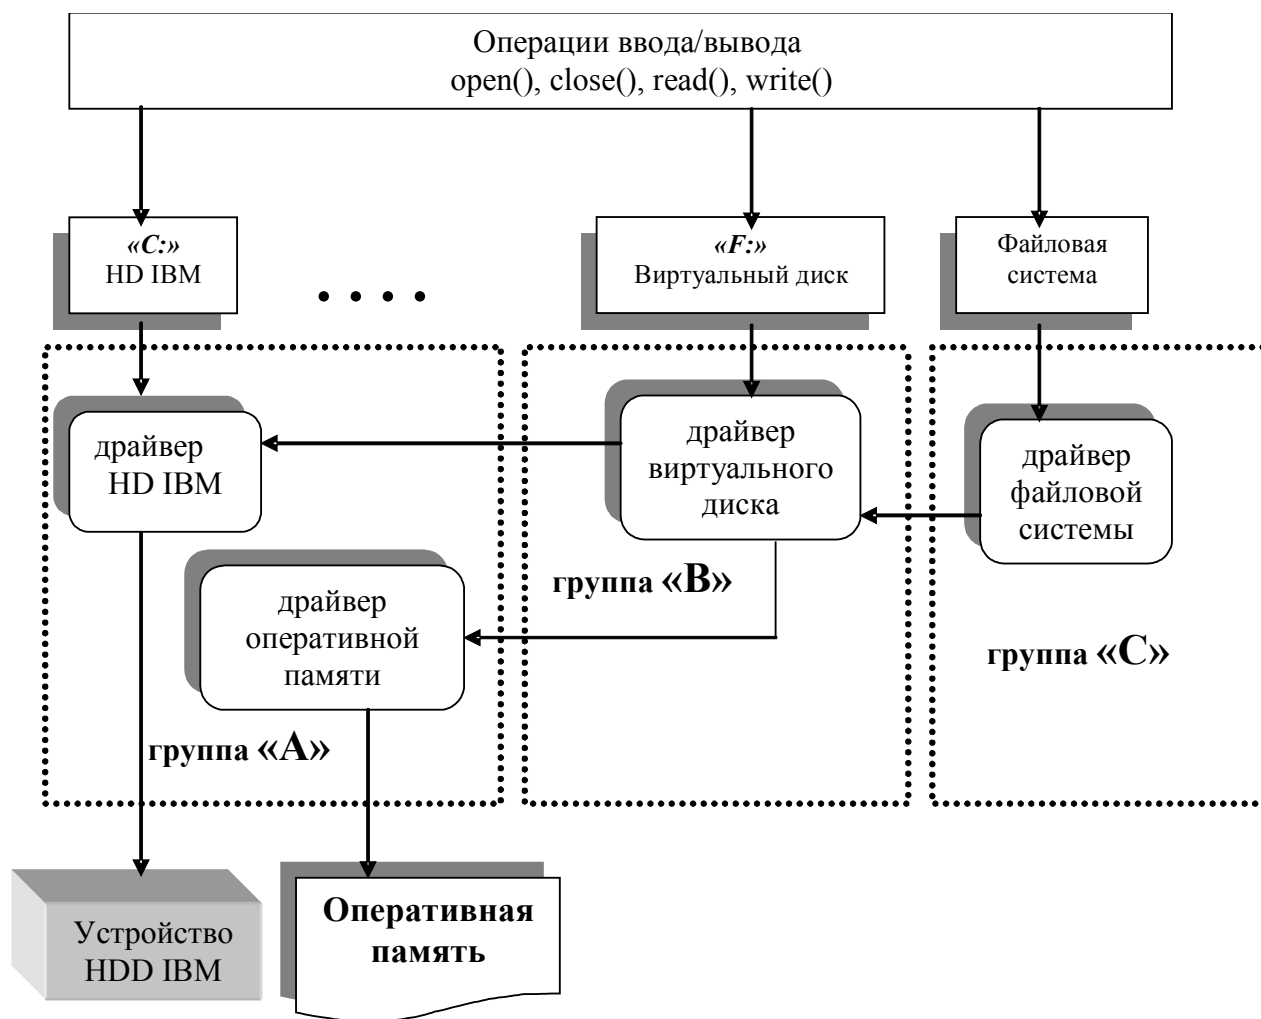 Операции ввода/вывода
open(), close(), read(), write()
«C:»
HD IBM
«F:»
Виртуальный диск
Файловая
система
драйвер
HD IBM
драйвер
виртуального
диска
драйвер
файловой
системы
группа «В»
драйвер
оперативной
памяти
группа «С»
группа «А»
Устройство
HDD IBM
Оперативная
память